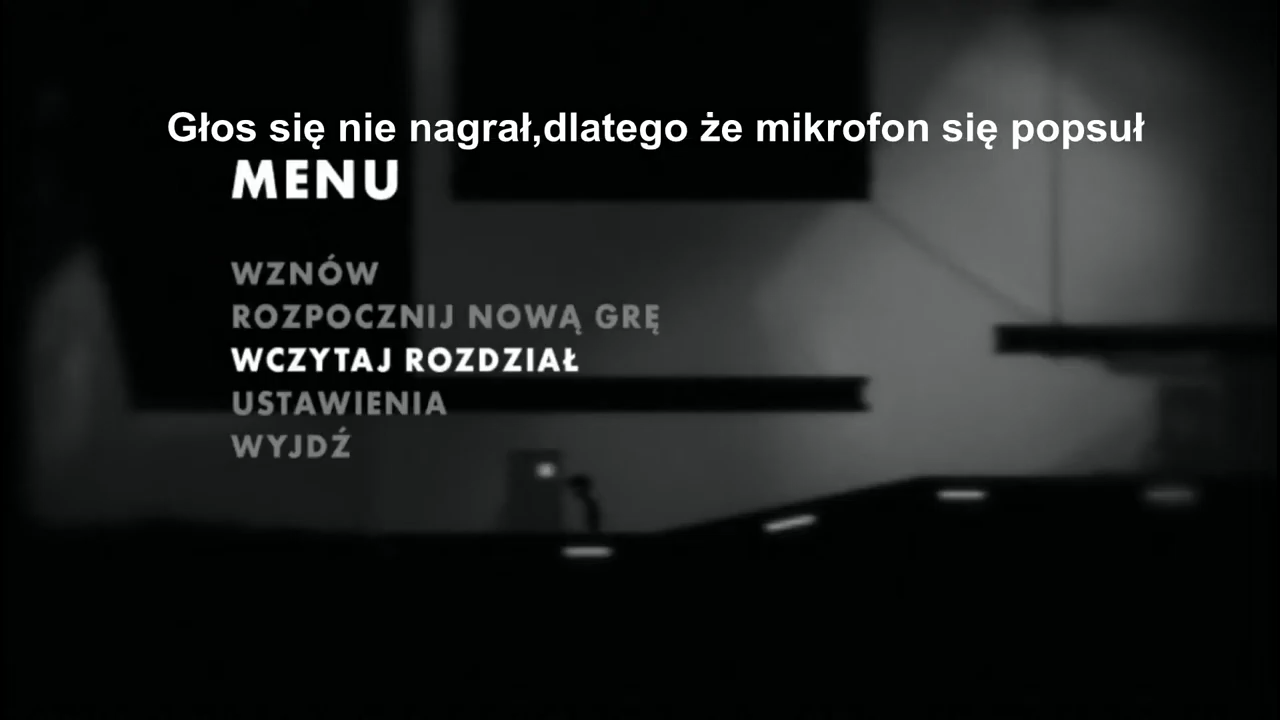 Głos się nie nagrał,dlatego że mikrofon się popsuł
MENU
WZNÓW
ROZPOCZNIJ NOWĄ GRĘ
WCZYTAJ ROZDZIAŁ
USTAWIENIA
WYJDŹ